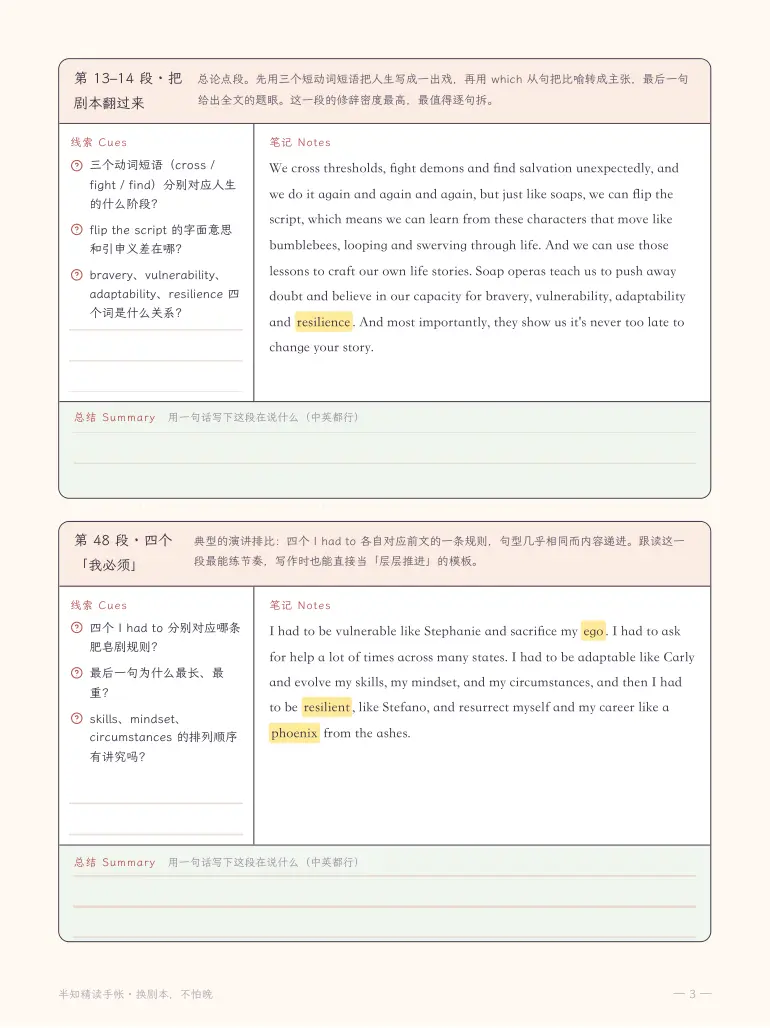 第 13–14 段・把
剧本翻过来
总论点段。先用三个短动词短语把人生写成一出戏，再用 which 从句把比喻转成主张，最后一句
给出全文的题眼。这一段的修辞密度最高，最值得逐句拆。
线索 Cues
三个动词短语（cross /
fight / find）分别对应人生
的什么阶段？
flip the script 的字面意思
和引申义差在哪？
bravery、vulnerability、
adaptability、resilience 四
个词是什么关系？
笔记 Notes
We cross thresholds, fight demons and find salvation unexpectedly, and
we do it again and again and again, but just like soaps, we can flip the
script, which means we can learn from these characters that move like
bumblebees, looping and swerving through life. And we can use those
lessons to craft our own life stories. Soap operas teach us to push away
doubt and believe in our capacity for bravery, vulnerability, adaptability
and resilience. And most importantly, they show us it's never too late to
change your story.
总结 Summary 用一句话写下这段在说什么（中英都行）
第 48 段・四个
「我必须」
典型的演讲排比：四个 I had to 各自对应前文的一条规则，句型几乎相同而内容递进。跟读这一
段最能练节奏，写作时也能直接当「层层推进」的模板。
线索 Cues
四个 I had to 分别对应哪条
肥皂剧规则？
最后一句为什么最长、最
重？
skills、mindset、
circumstances 的排列顺序
有讲究吗？
笔记 Notes
I had to be vulnerable like Stephanie and sacrifice my ego. I had to ask
for help a lot of times across many states. I had to be adaptable like Carly
and evolve my skills, my mindset, and my circumstances, and then I had
to be resilient, like Stefano, and resurrect myself and my career like a
phoenix from the ashes.
总结 Summary 用一句话写下这段在说什么（中英都行）
半知精读手帐・换剧本，不怕晚
— 3 —